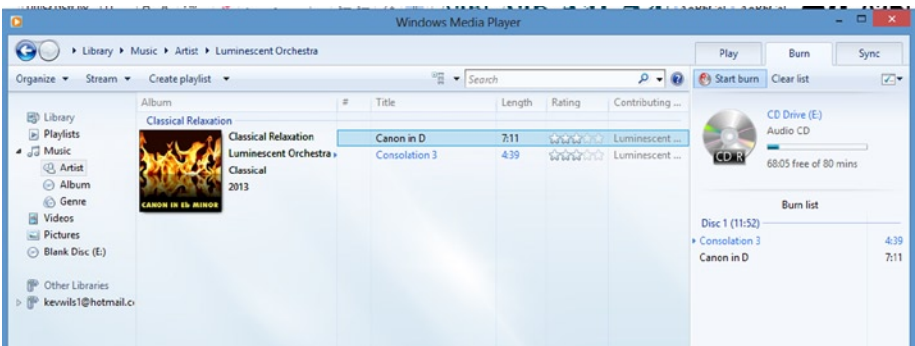 Windows Media Player
Library Music Artist Luminescent Orchestra
Play Burn Sync
Organize Stream Create playlist Search Start burn Clear list
Album # Title Length Rating Contributing ...
Library
Playlists
Music
Artist
Album
Genre
Videos
Pictures
Blank Disc (E:)
Other Libraries
Classical Relaxation
CANON IN Eb MINOR
Classical Relaxation
Luminescent Orchestra
Classical
2013
Canon in D 7:11 Luminescent ...
Consolation 3 4:39 Luminescent ...
CD R
CD Drive (E:)
Audio CD
68:05 free of 80 mins
Burn list
Disc 1 (11:52)
Consolation 3 4:39
Canon in D 7:11